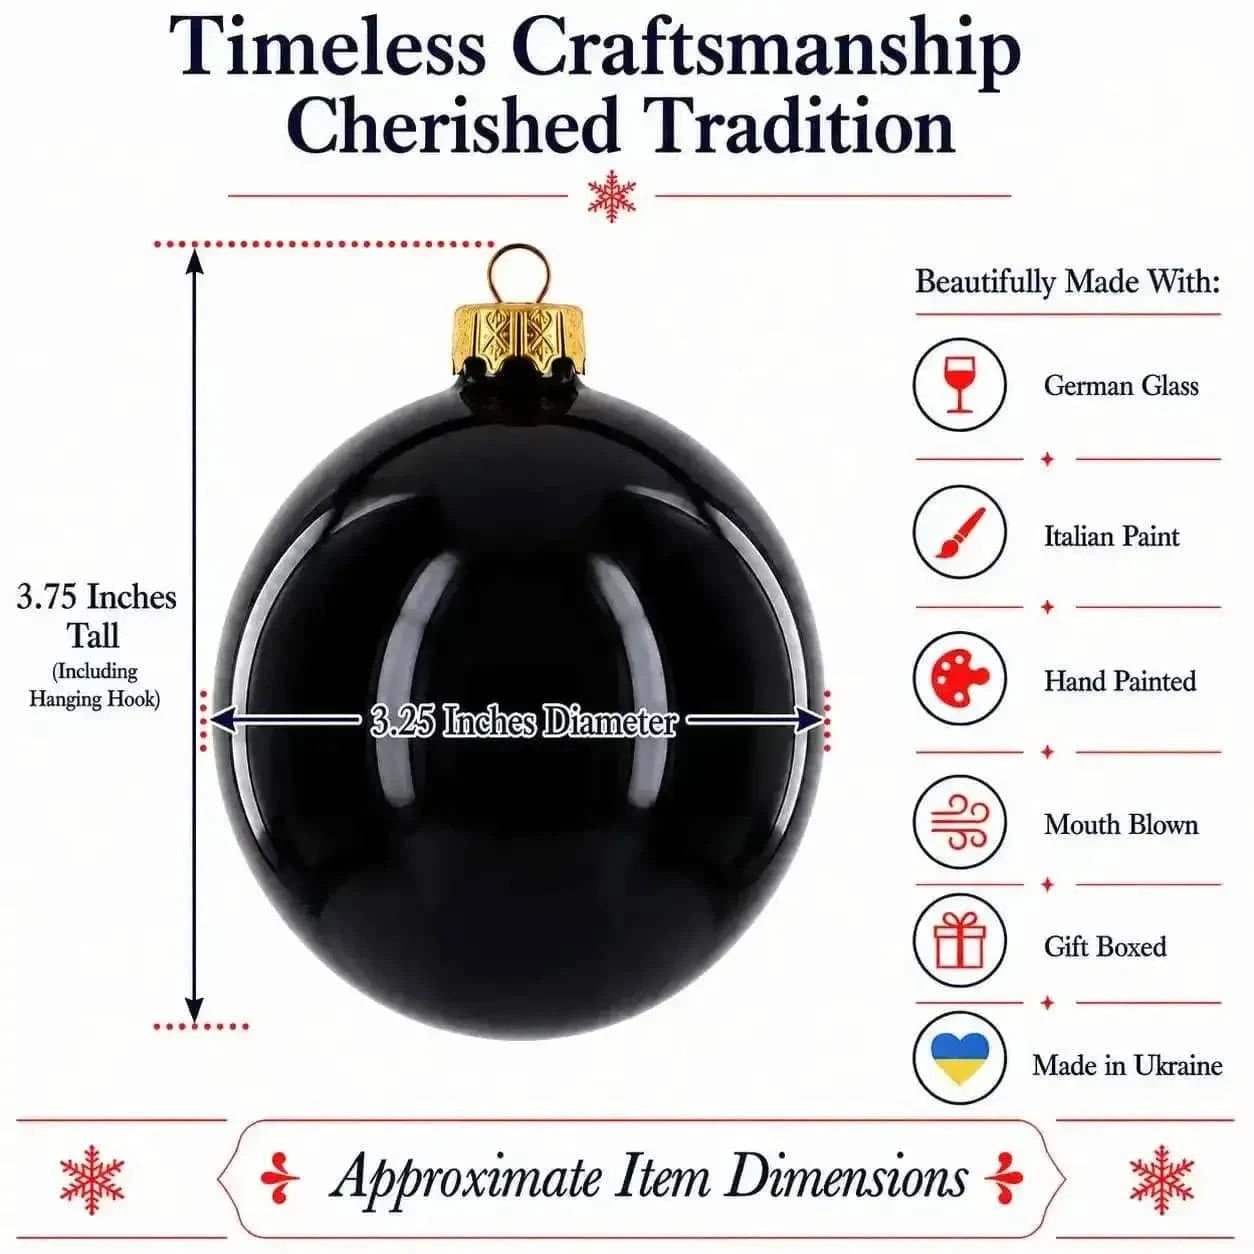 Timeless Craftsmanship
Cherished Tradition
Beautifully Made With:
German Glass
Italian Paint
Hand Painted
Mouth Blown
Gift Boxed
Made in Ukraine
3.75 Inches
Tall
(Including
Hanging Hook)
3.25 Inches Diameter
Approximate Item Dimensions